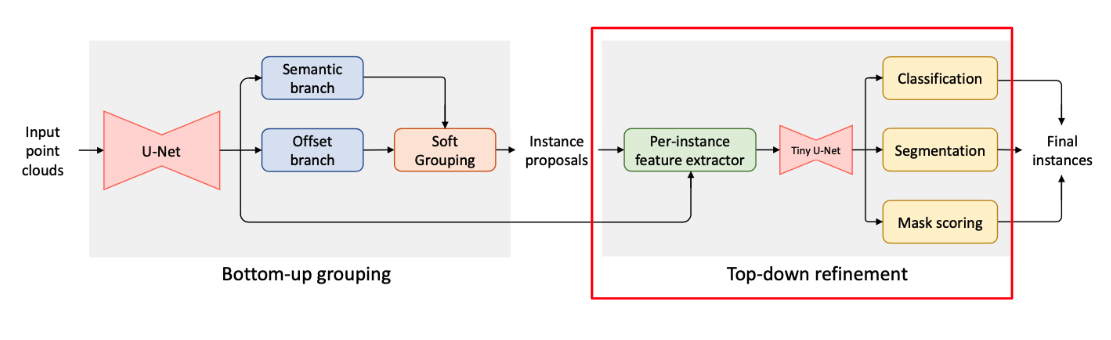 Input
point
clouds
U-Net
Semantic
branch
Offset
branch
Soft
Grouping
Instance
proposals
Bottom-up grouping
Per-instance
feature extractor
Tiny U-Net
Classification
Segmentation
Mask scoring
Final
instances
Top-down refinement